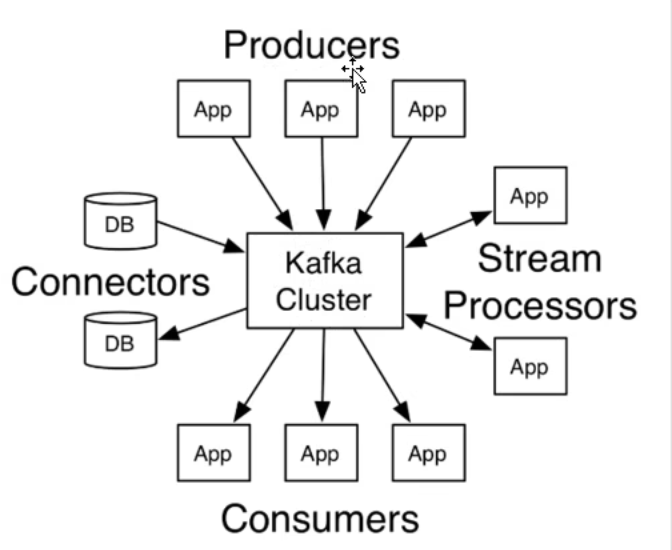 Producers
App
App
App
App
DB
Kafka
Cluster
Stream
Processors
Connectors
DB
App
App
App
App
Consumers